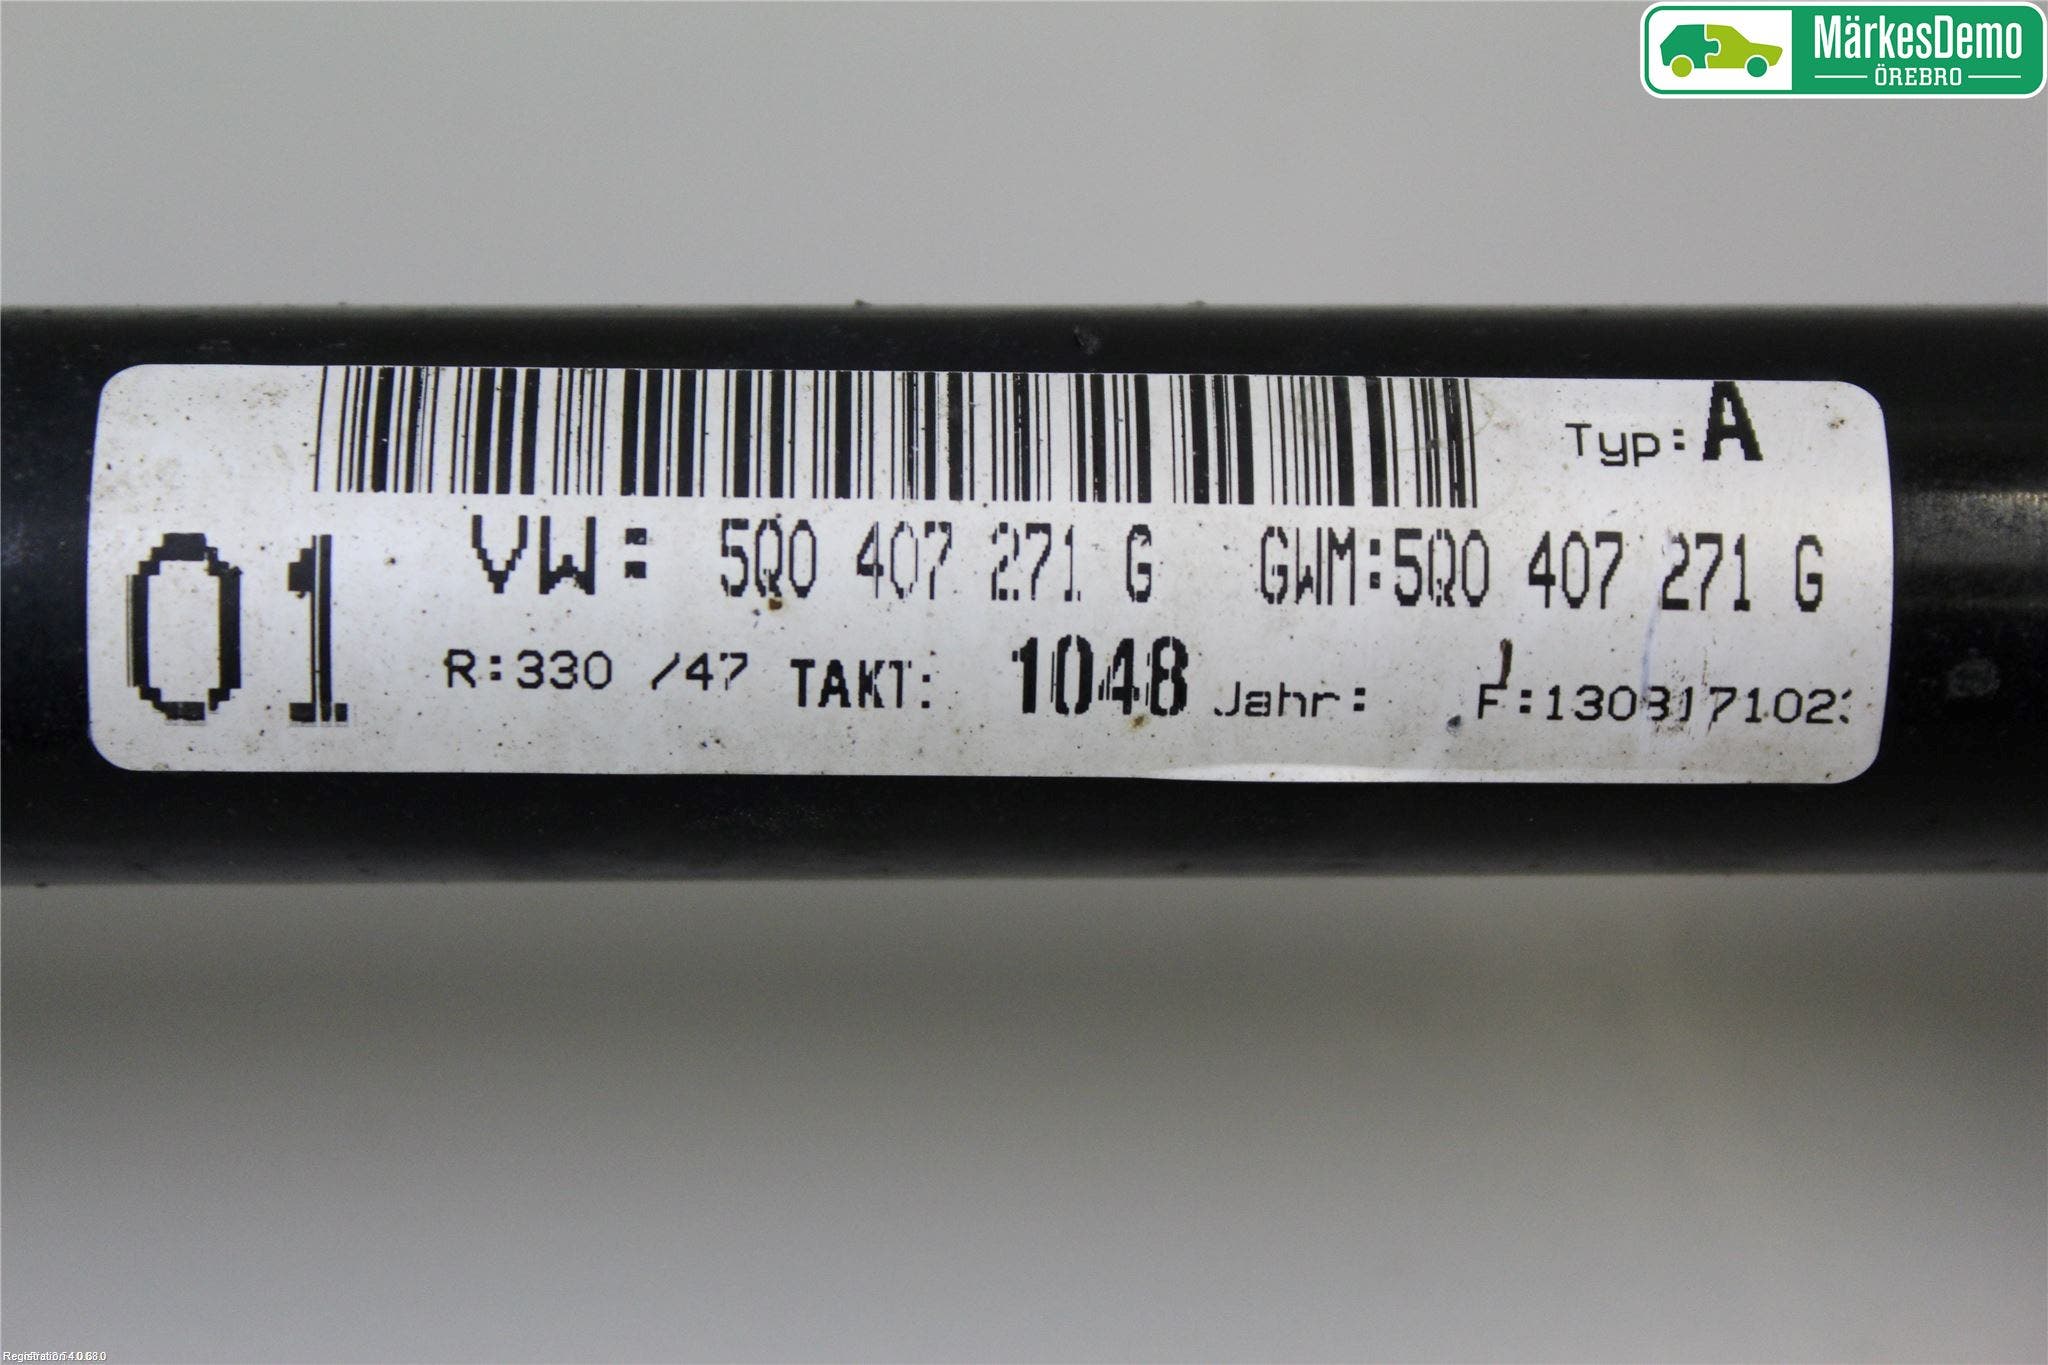 MärkesDemo
ÖREBRO
Typ: A
01
VW: 5Q0 407 271 G GWM:5Q0 407 271 G
R:330 /47 TAKT: 1048 Jahr: F: